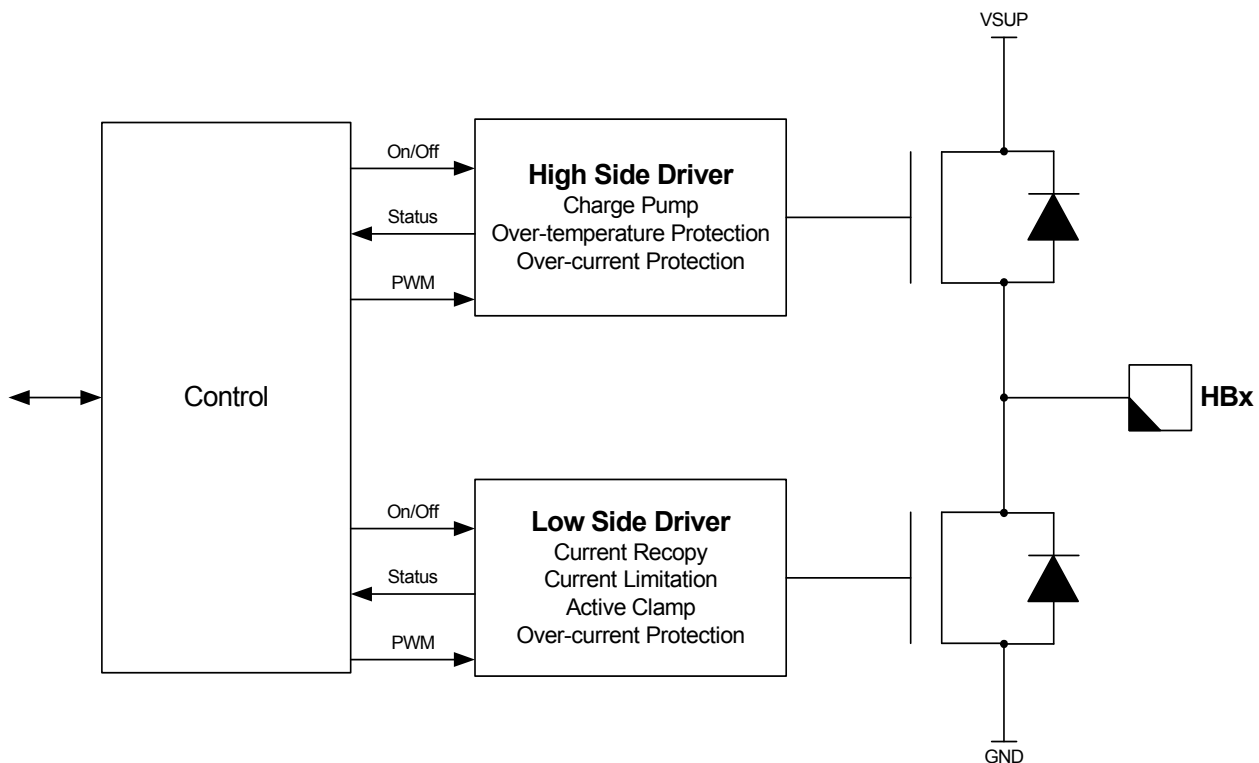 VSUP
On/Off
Status
PWM
High Side Driver
Charge Pump
Over-temperature Protection
Over-current Protection
Control
HBx
On/Off
Status
PWM
Low Side Driver
Current Recopy
Current Limitation
Active Clamp
Over-current Protection
GND